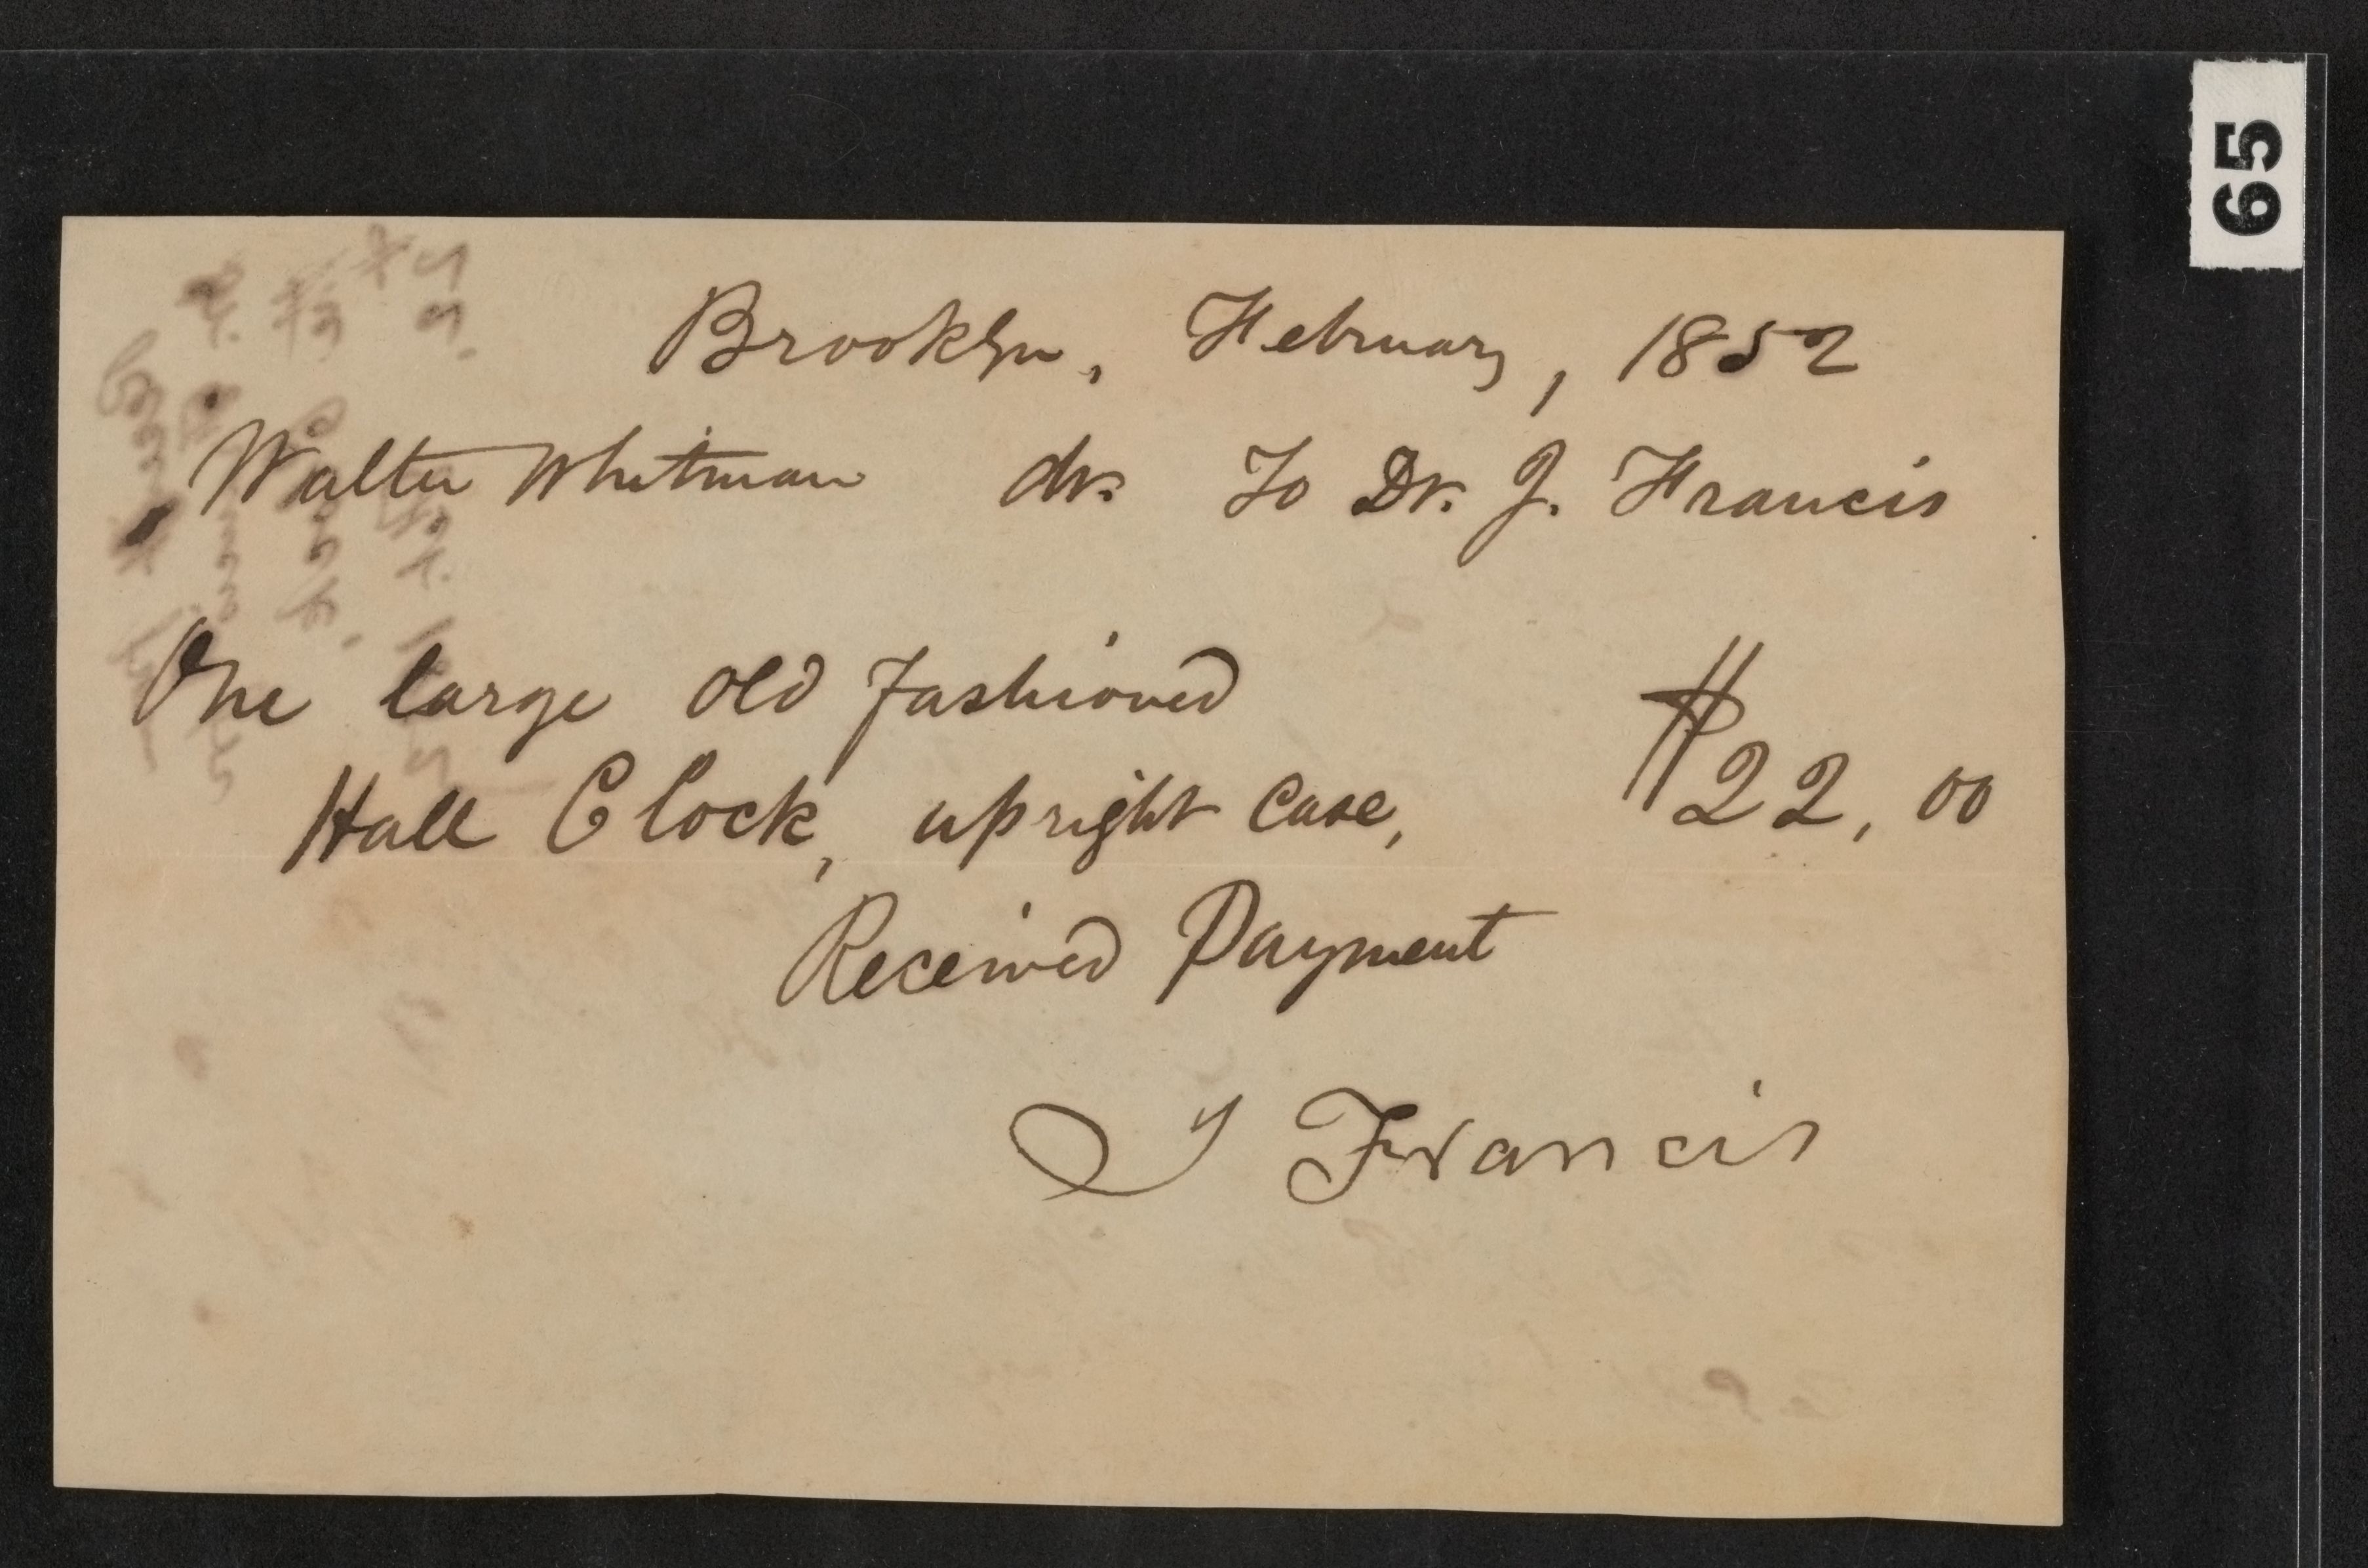 65
Brooklyn, February, 1852
Walter Whitman dr. To Dr. J. Francis
One large old fashioned
Hall Clock, upright case, $22,00
Received Payment
J Francis